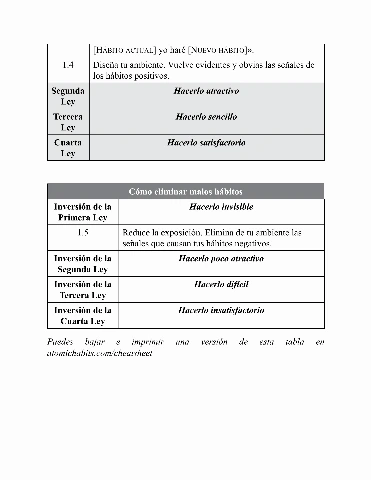 [HÁBITO ACTUAL] yo haré [NUEVO HÁBITO]».
1.4 Diseña tu ambiente. Vuelve evidentes y obvias las señales de
los hábitos positivos.
Segunda Hacerlo atractivo
Ley
Tercera Hacerlo sencillo
Ley
Cuarta Hacerlo satisfactorio
Ley
Cómo eliminar malos hábitos
Inversión de la Hacerlo invisible
Primera Ley
1.5 Reduce la exposición. Elimina de tu ambiente las
señales que causan tus hábitos negativos.
Inversión de la Hacerlo poco atractivo
Segunda Ley
Inversión de la Hacerlo difícil
Tercera Ley
Inversión de la Hacerlo insatisfactorio
Cuarta Ley
Puedes bajar e imprimir una versión de esta tabla en
atomichabits.com/cheatsheet